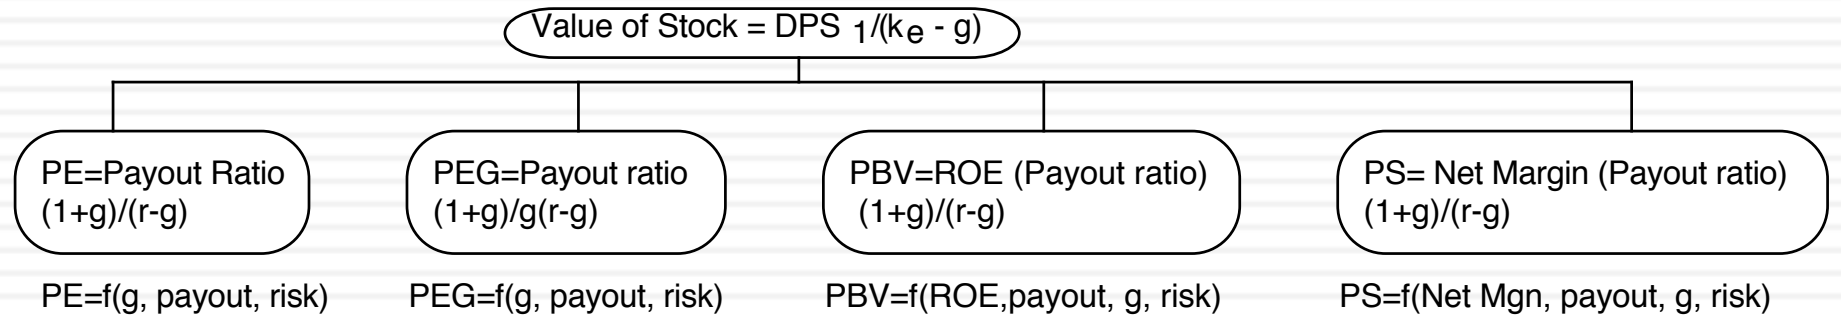 Value of Stock = DPS 1/(ke - g)
PE=Payout Ratio
(1+g)/(r-g)
PEG=Payout ratio
(1+g)/g(r-g)
PBV=ROE (Payout ratio)
(1+g)/(r-g)
PS= Net Margin (Payout ratio)
(1+g)/(r-g)
PE=f(g, payout, risk)
PEG=f(g, payout, risk)
PBV=f(ROE,payout, g, risk)
PS=f(Net Mgn, payout, g, risk)